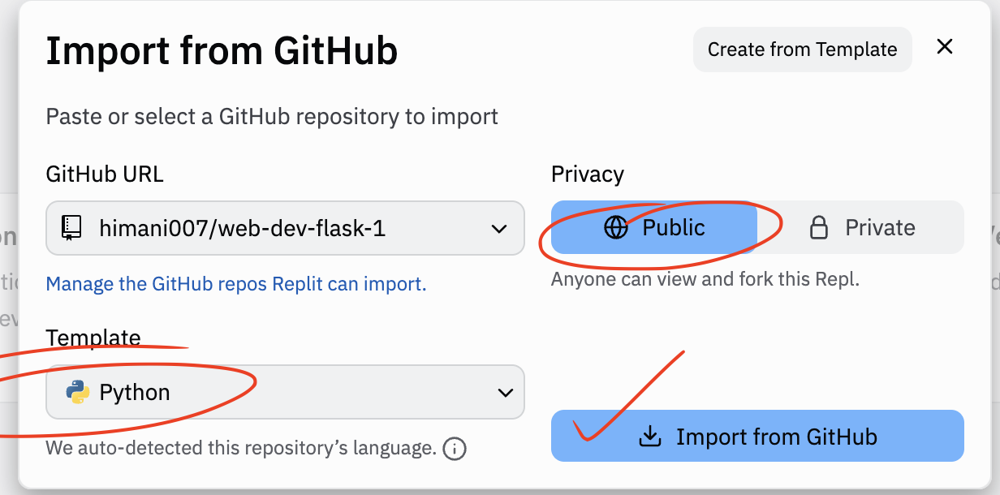 Import from GitHub
Create from Template
Paste or select a GitHub repository to import
GitHub URL
Privacy
himani007/web-dev-flask-1
Public
Private
Manage the GitHub repos Replit can import.
Anyone can view and fork this Repl.
Template
Python
We auto-detected this repository's language.
Import from GitHub